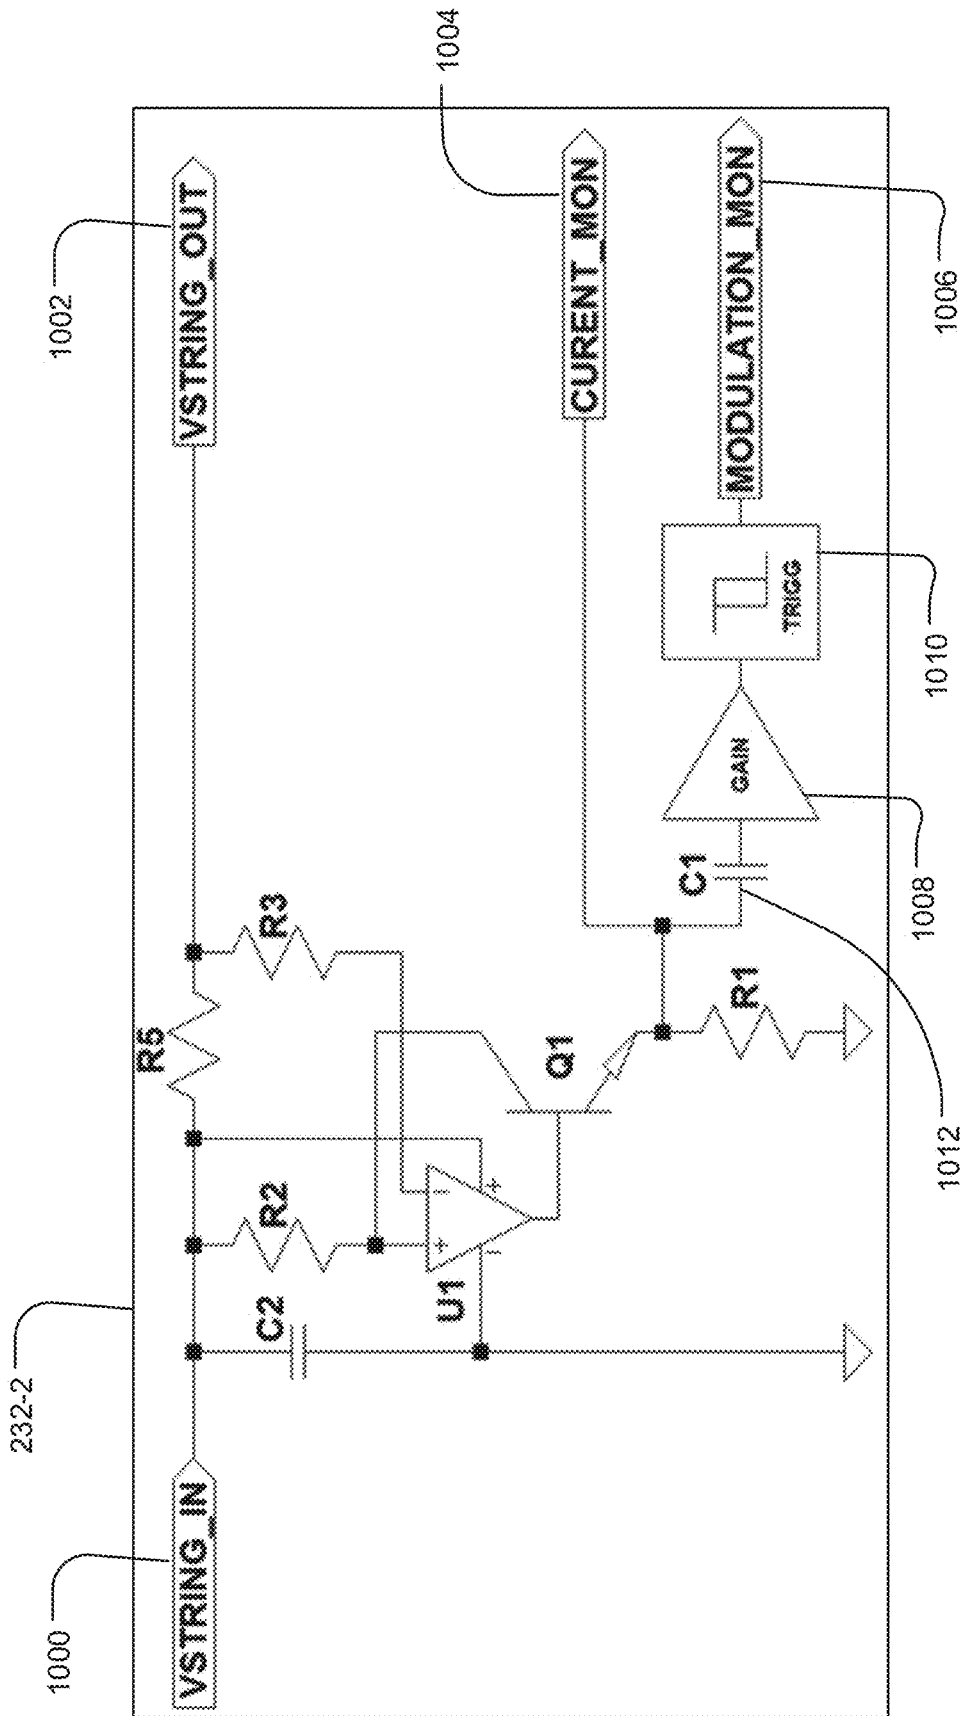 232-2
1000
VSTRING_IN
1002
VSTRING_OUT
R5
C2
R2
R3
U1
+
-
+
-
Q1
R1
C1
1012
GAIN
1008
TRIGG
1010
1004
CURENT_MON
MODULATION_MON
1006